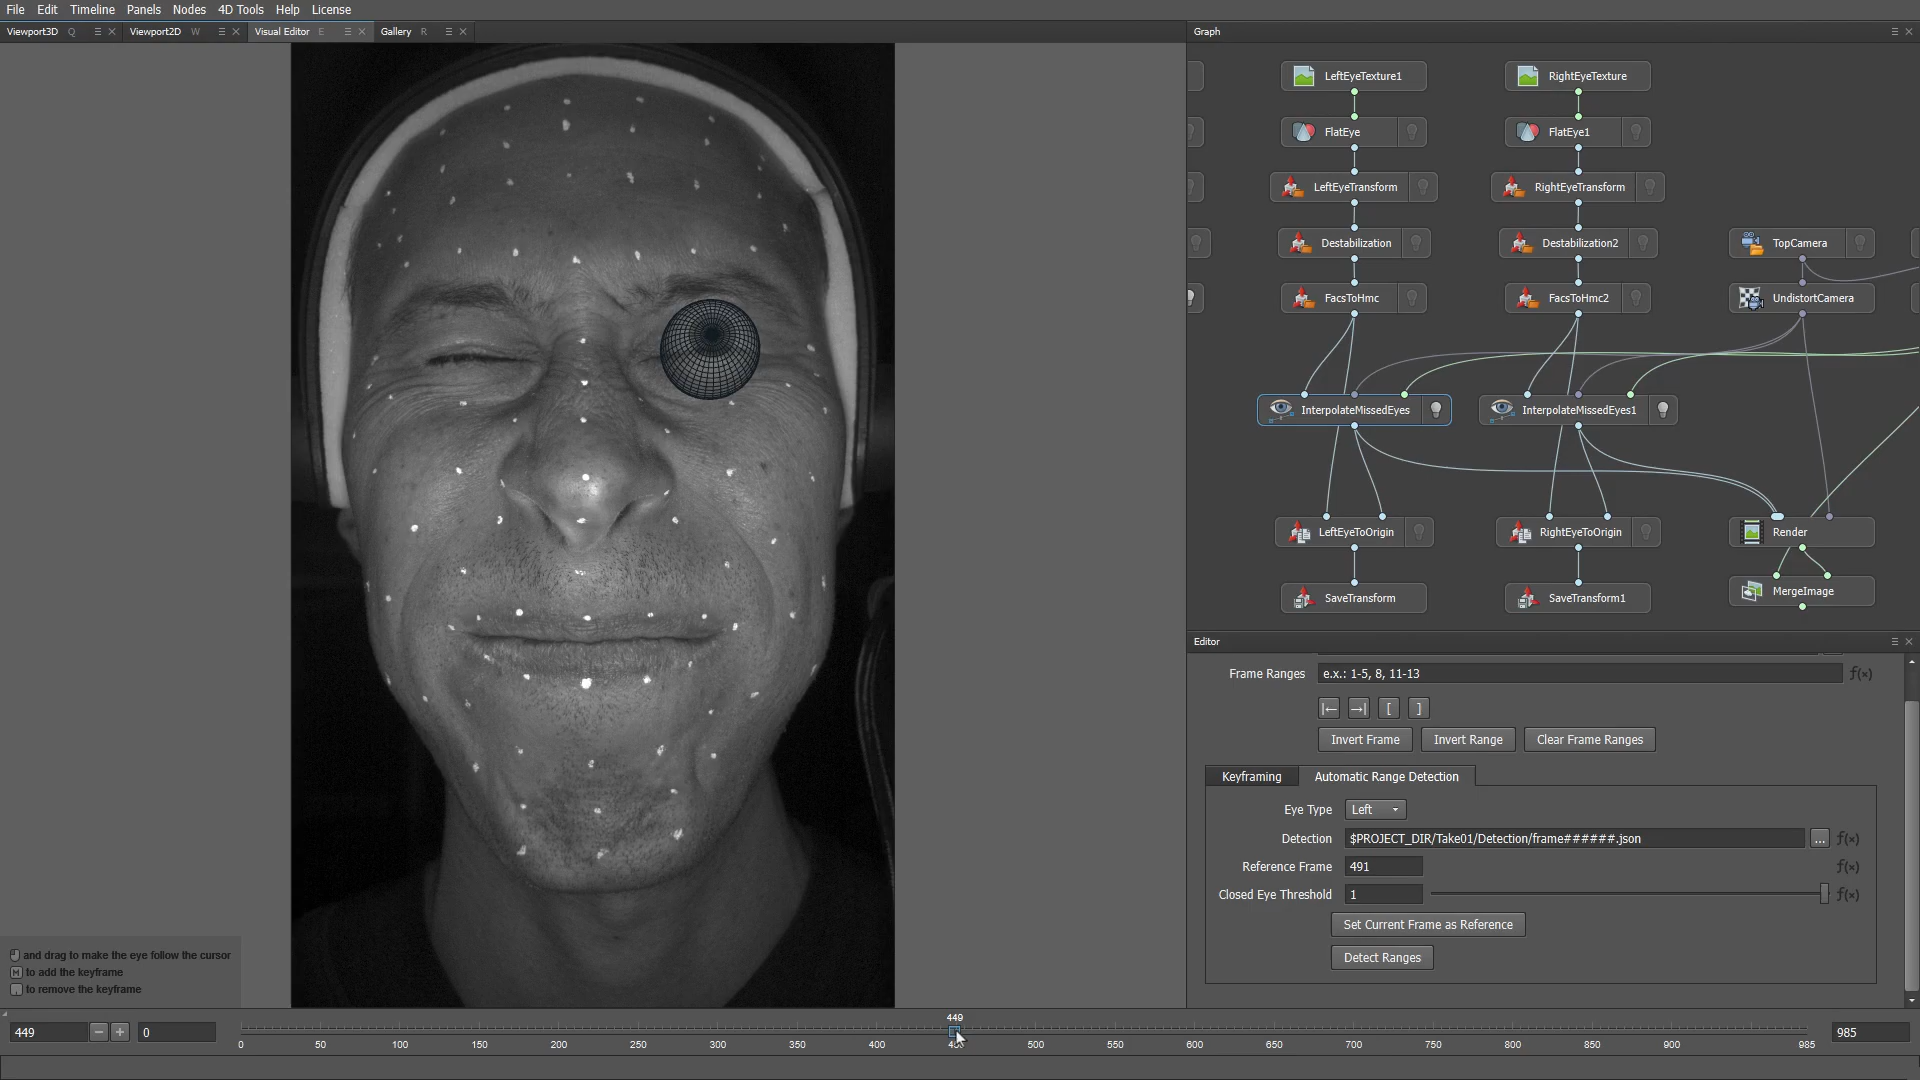 File Edit Timeline Panels Nodes 4D Tools Help License
Viewport3D Q Viewport2D W Visual Editor E Gallery R
Graph
LeftEyeTexture1 RightEyeTexture
FlatEye FlatEye1
LeftEyeTransform RightEyeTransform
Destabilization Destabilization2 TopCamera
FacsToHmc FacsToHmc2 UndistortCamera
InterpolateMissedEyes InterpolateMissedEyes1
LeftEyeToOrigin RightEyeToOrigin Render
SaveTransform SaveTransform1 MergeImage
Editor
Frame Ranges e.x.: 1-5, 8, 11-13 f(×)
|← →| [ ]
Invert Frame Invert Range Clear Frame Ranges
Keyframing Automatic Range Detection
Eye Type Left
Detection $PROJECT_DIR/Take01/Detection/frame######.json ... f(×)
Reference Frame 491 f(×)
Closed Eye Threshold 1 f(×)
Set Current Frame as Reference
Detect Ranges
and drag to make the eye follow the cursor
M to add the keyframe
to remove the keyframe
449
449 − + 0 985
0 50 100 150 200 250 300 350 400 450 500 550 600 650 700 750 800 850 900 985